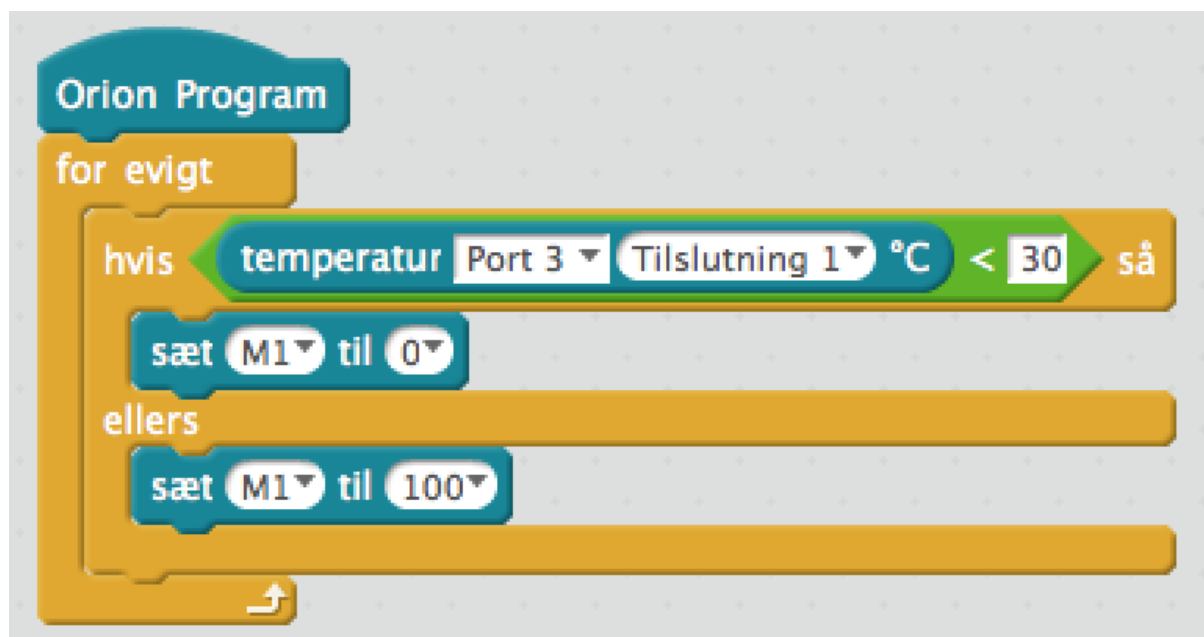 Orion Program
for evigt
hvis temperatur Port 3 Tilslutning 1 °C < 30 så
sæt M1 til 0
ellers
sæt M1 til 100